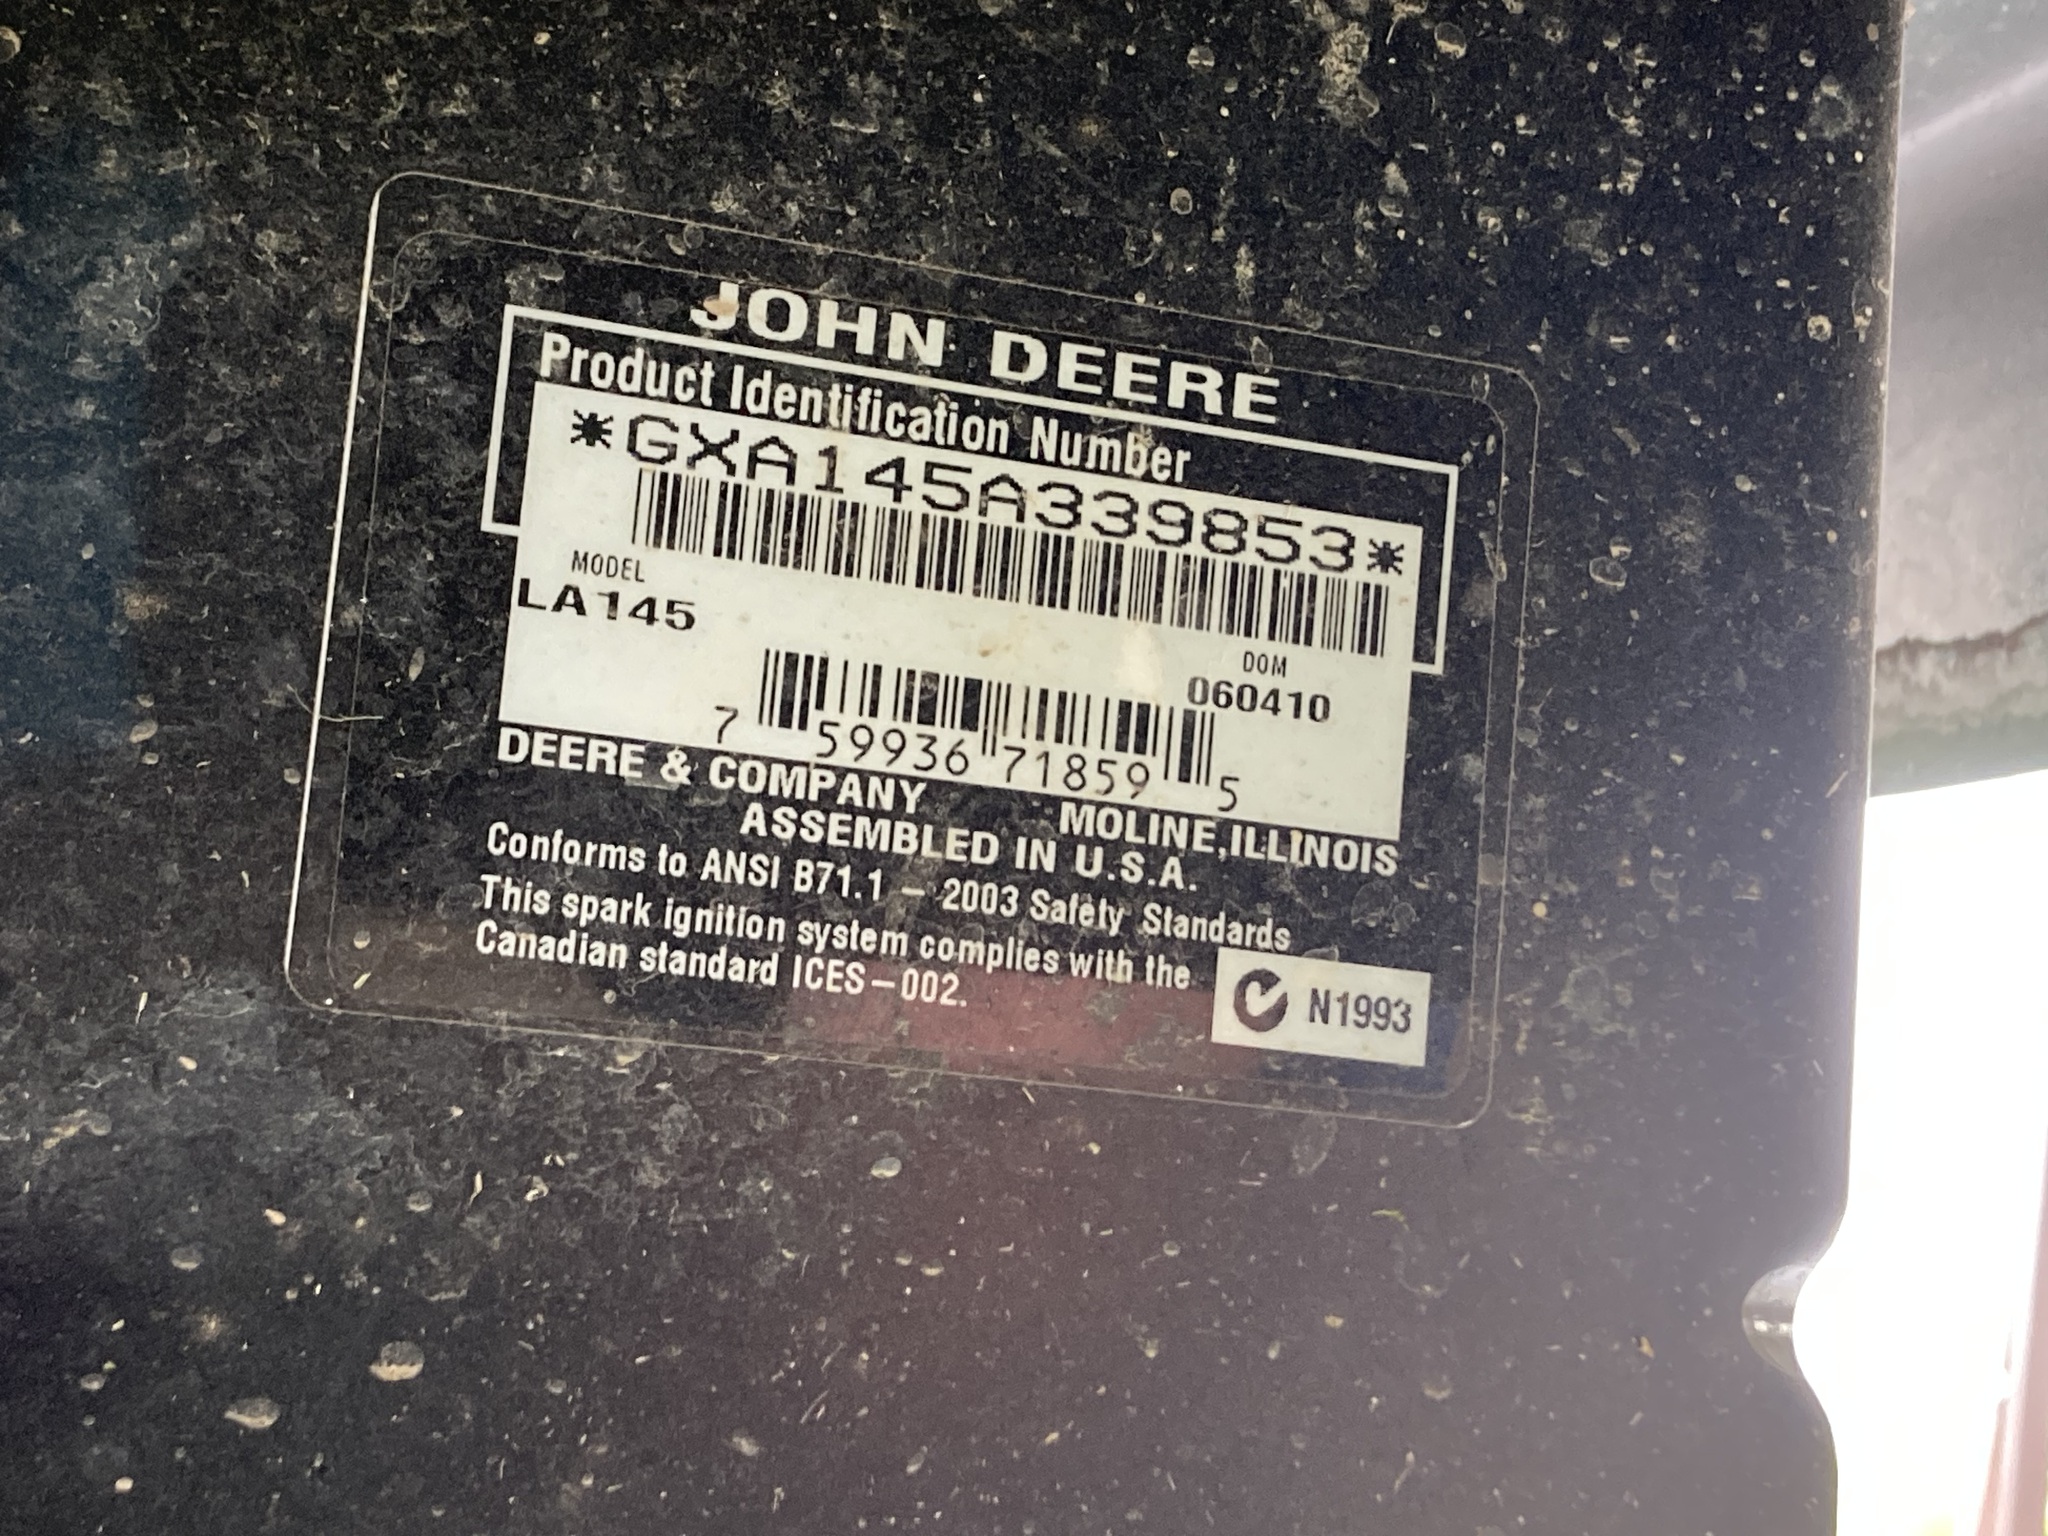 JOHN DEERE
Product Identification Number
*GXA145A339853*
MODEL
LA145
DOM
060410
7 59936 71859 5
DEERE & COMPANY MOLINE, ILLINOIS
ASSEMBLED IN U.S.A.
Conforms to ANSI B71.1 – 2003 Safety Standards
This spark ignition system complies with the
Canadian standard ICES–002.
N1993